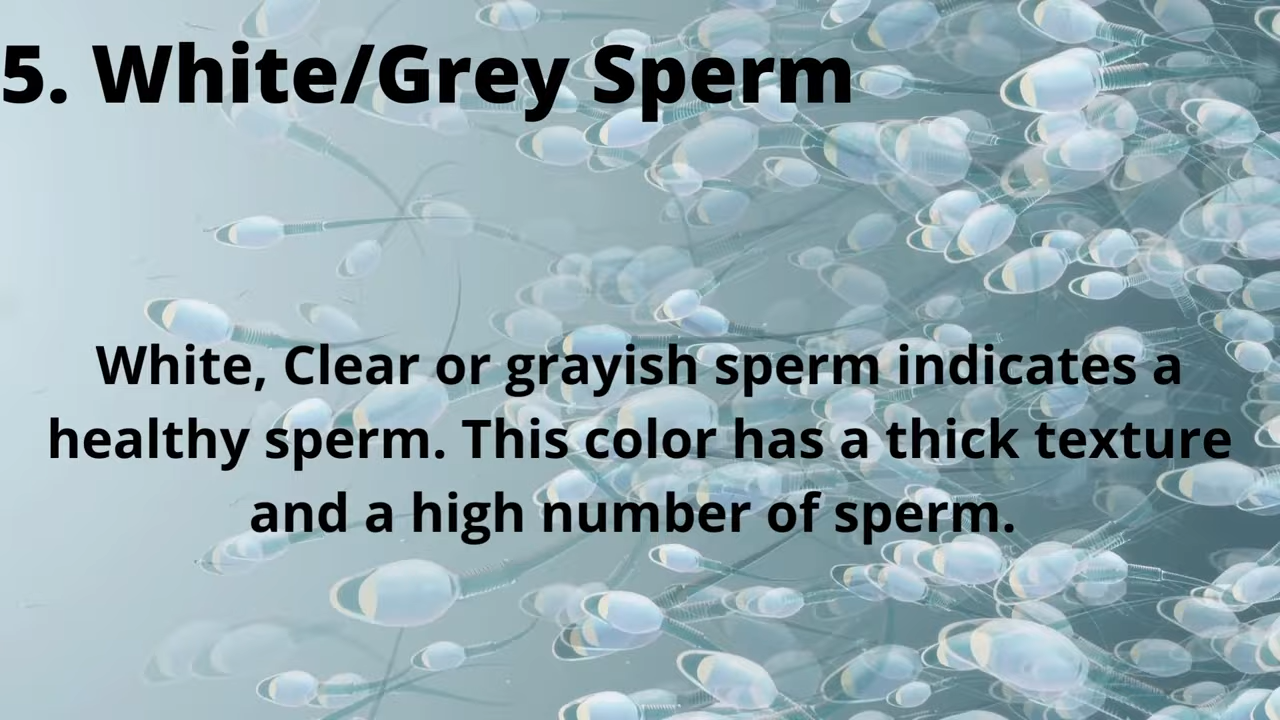 5. White/Grey Sperm
White, Clear or grayish sperm indicates a
healthy sperm. This color has a thick texture
and a high number of sperm.